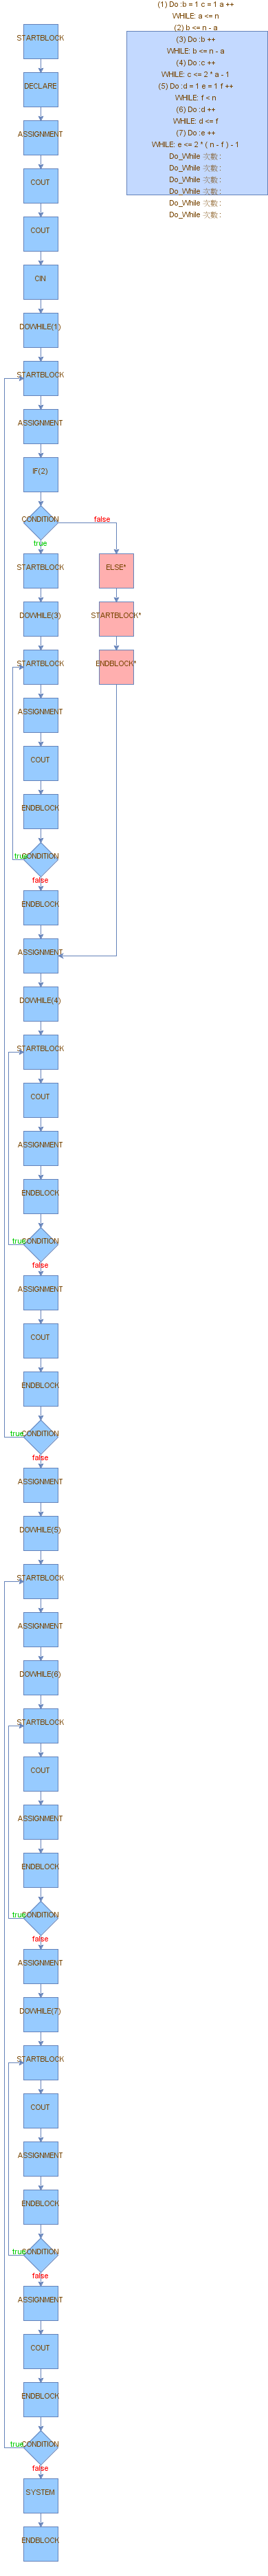 (1) Do :b = 1 c = 1 a ++
WHILE: a <= n
(2) b <= n - a
(3) Do :b ++
WHILE: b <= n - a
(4) Do :c ++
WHILE: c <= 2 * a - 1
(5) Do :d = 1 e = 1 f ++
WHILE: f < n
(6) Do :d ++
WHILE: d <= f
(7) Do :e ++
WHILE: e <= 2 * ( n - f ) - 1
Do_While 次數 :
Do_While 次數 :
Do_While 次數 :
Do_While 次數 :
Do_While 次數 :
Do_While 次數 :
STARTBLOCK
DECLARE
ASSIGNMENT
COUT
COUT
CIN
DOWHILE(1)
STARTBLOCK
ASSIGNMENT
IF(2)
CONDITION
false
true
STARTBLOCK
ELSE*
DOWHILE(3)
STARTBLOCK*
STARTBLOCK
ENDBLOCK*
ASSIGNMENT
COUT
ENDBLOCK
true
CONDITION
false
ENDBLOCK
ASSIGNMENT
DOWHILE(4)
STARTBLOCK
COUT
ASSIGNMENT
ENDBLOCK
true
CONDITION
false
ASSIGNMENT
COUT
ENDBLOCK
true
CONDITION
false
ASSIGNMENT
DOWHILE(5)
STARTBLOCK
ASSIGNMENT
DOWHILE(6)
STARTBLOCK
COUT
ASSIGNMENT
ENDBLOCK
true
CONDITION
false
ASSIGNMENT
DOWHILE(7)
STARTBLOCK
COUT
ASSIGNMENT
ENDBLOCK
true
CONDITION
false
ASSIGNMENT
COUT
ENDBLOCK
true
CONDITION
false
SYSTEM
ENDBLOCK